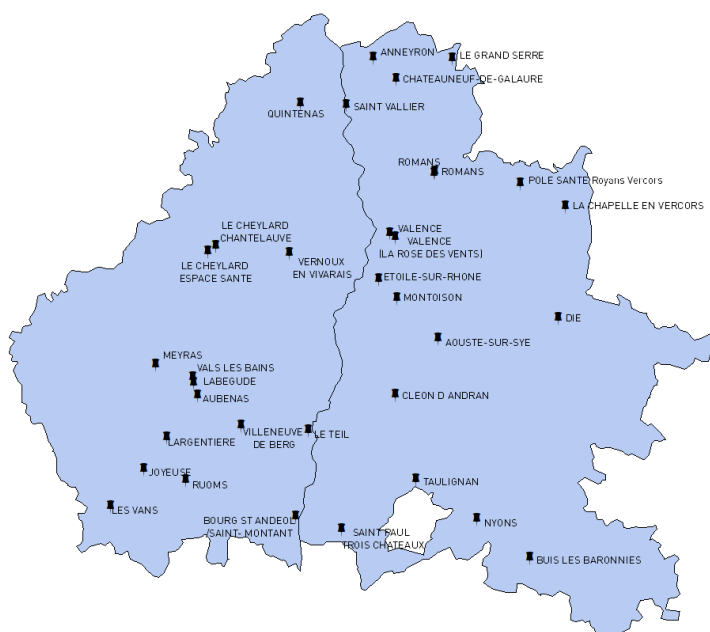 ANNEYRON
LE GRAND SERRE
CHATEAUNEUF-DE-GALAURE
QUINTENAS
SAINT VALLIER
ROMANS
ROMANS
POLE SANTE Royans Vercors
LA CHAPELLE EN VERCORS
LE CHEYLARD
CHANTELAUVE
LE CHEYLARD
ESPACE SANTE
VERNOUX
EN VIVARAIS
VALENCE
VALENCE
(LA ROSE DES VENTS)
ETOILE-SUR-RHONE
MONTOISON
DIE
AOUSTE-SUR-SYE
MEYRAS
VALS LES BAINS
LABEGUDE
AUBENAS
CLEON D ANDRAN
LARGENTIERE
VILLENEUVE
DE BERG
LE TEIL
JOYEUSE
RUOMS
TAULIGNAN
LES VANS
BOURG ST ANDEOL
/SAINT- MONTANT
SAINT PAUL
TROIS CHATEAUX
NYONS
BUIS LES BARONNIES